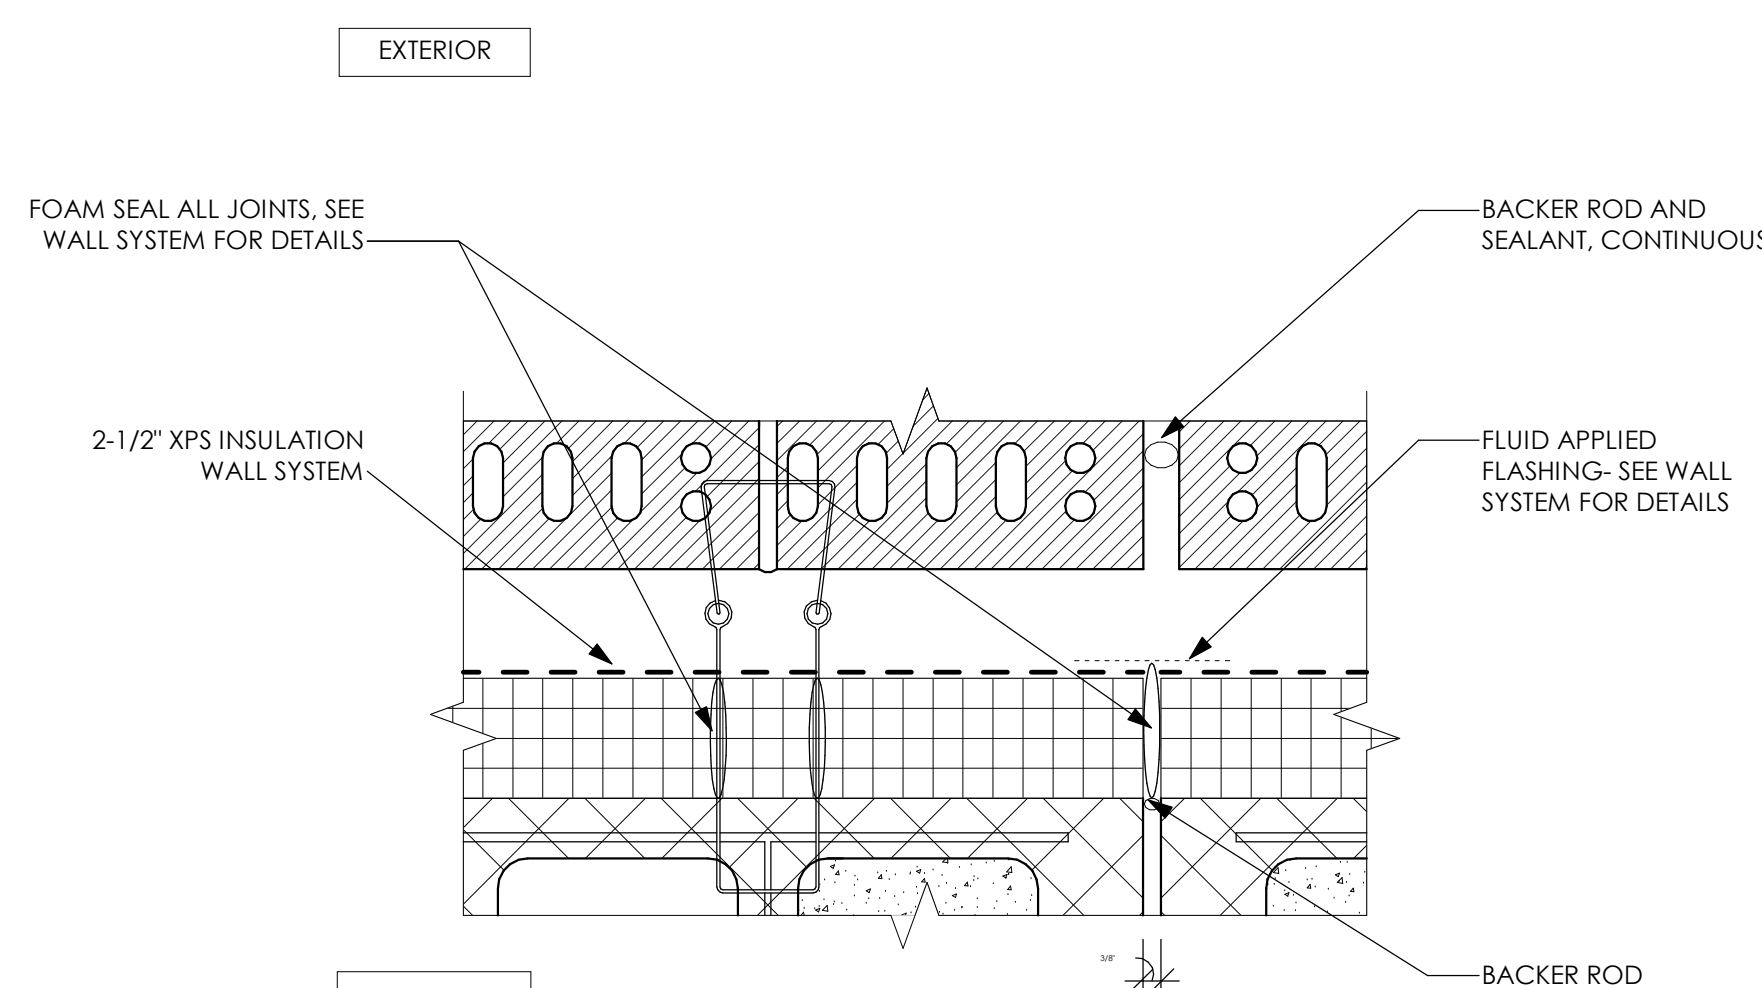 EXTERIOR
FOAM SEAL ALL JOINTS, SEE
WALL SYSTEM FOR DETAILS
BACKER ROD AND
SEALANT, CONTINUOUS
2-1/2" XPS INSULATION
WALL SYSTEM
FLUID APPLIED
FLASHING- SEE WALL
SYSTEM FOR DETAILS
3/8"
BACKER ROD